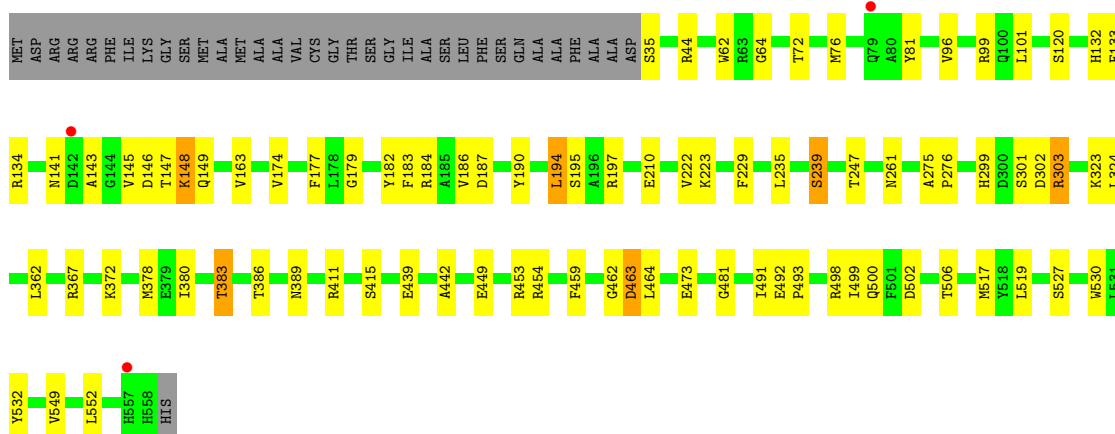 MET ASP ARG ARG ARG PHE ILE LYS GLY SER MET ALA MET ALA ALA VAL CYS GLY THR SER GLY ILE ALA SER LEU PHE SER GLN ALA ALA PHE ALA ALA ASP S35 R44 W62 R63 G64 T72 M76 Q79 A80 Y81 V96 R99 Q100 L101 S120 H132 E133
R134 N141 D142 A143 G144 V145 D146 T147 K148 Q149 V163 V174 F177 L178 G179 Y182 F183 R184 A185 V186 D187 Y190 L194 S195 A196 R197 E210 V222 K223 F229 L235 S239 T247 N261 A275 P276 H299 D300 S301 D302 R303 K323 L324
L362 R367 K372 M378 E379 I380 T383 T386 N389 R411 S415 E439 A442 E449 R453 R454 F459 G462 D463 L464 E473 G481 I491 E492 P493 R498 I499 Q500 F501 D502 T506 M517 Y518 L519 S527 W530 L531
Y532 V549 L552 H557 H558 HIS